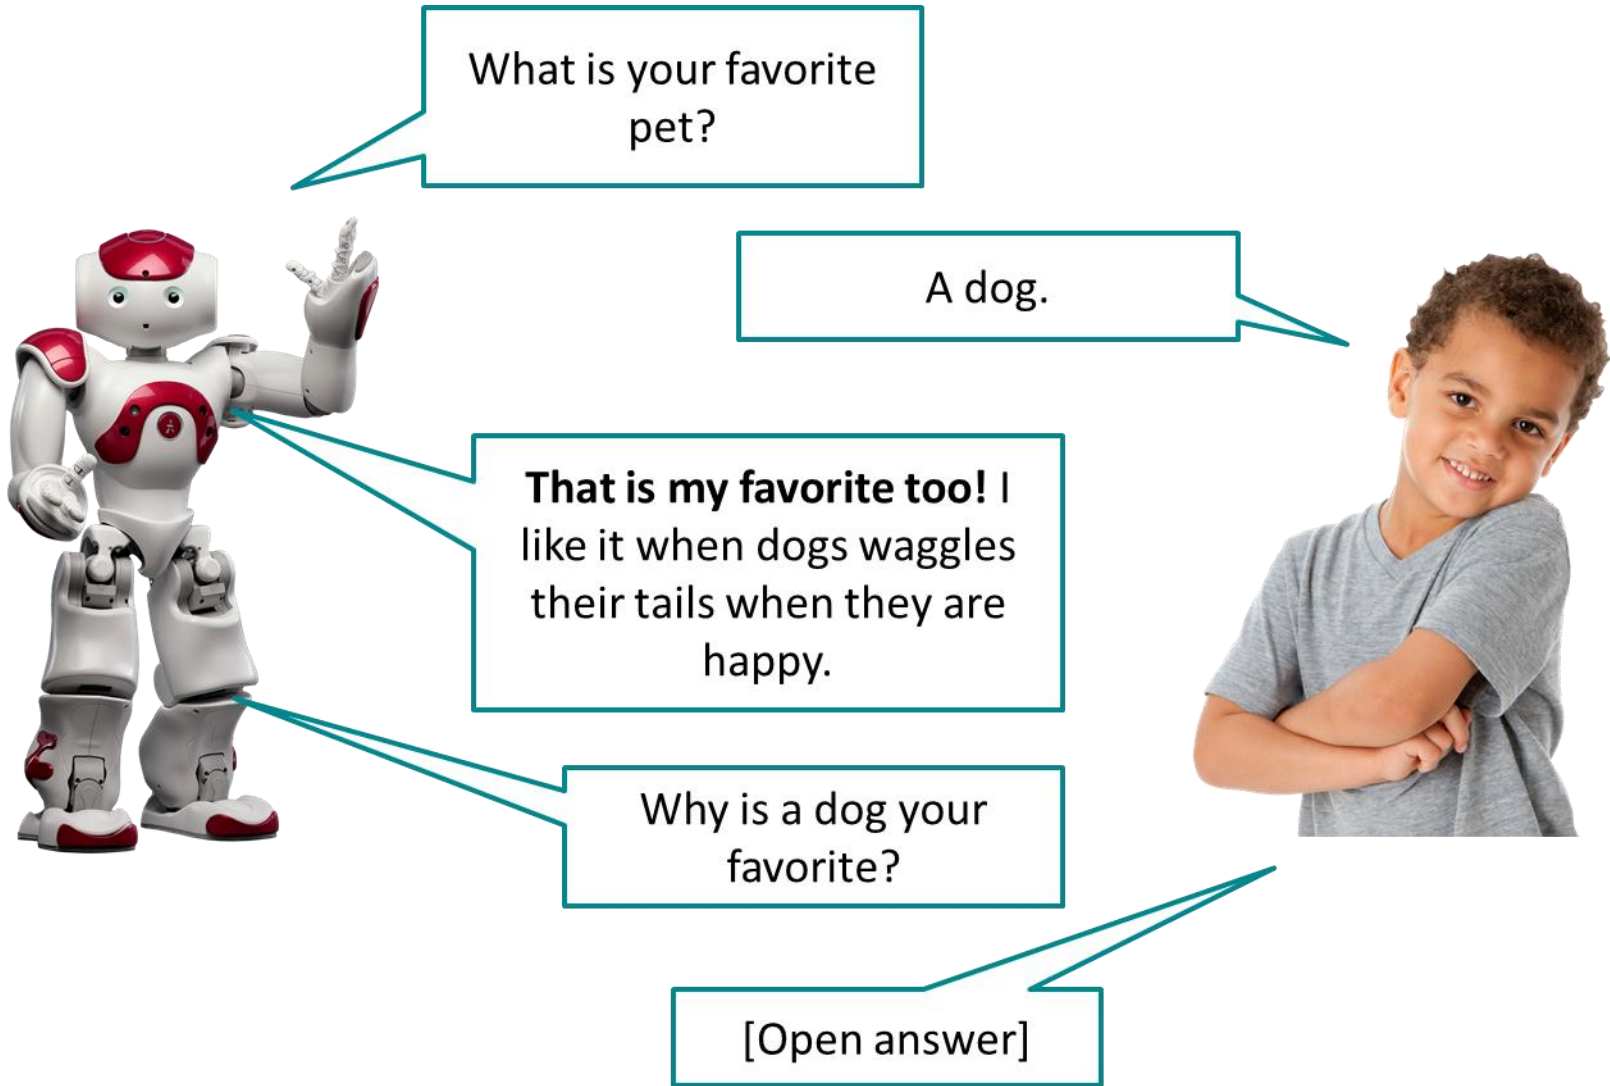 What is your favorite
pet?
A dog.
That is my favorite too! I
like it when dogs waggles
their tails when they are
happy.
Why is a dog your
favorite?
[Open answer]